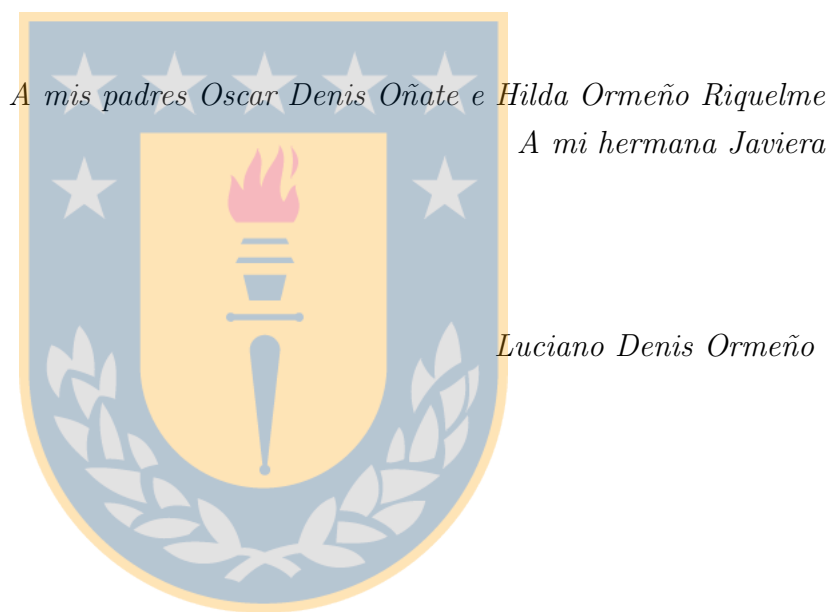 A mis padres Oscar Denis Oñate e Hilda Ormeño Riquelme
A mi hermana Javiera
Luciano Denis Ormeño